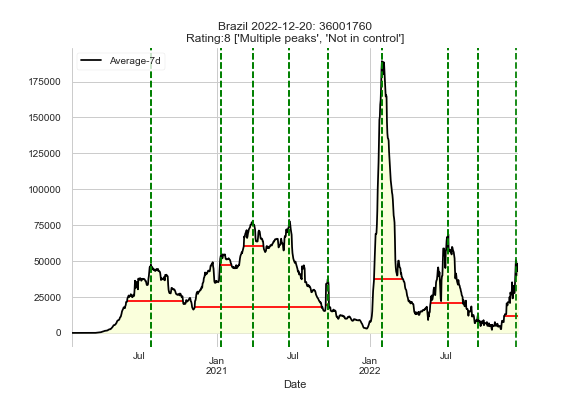 Brazil 2022-12-20: 36001760
Rating:8 ['Multiple peaks', 'Not in control']
Average-7d
175000
150000
125000
100000
75000
50000
25000
0
Jul
Jan
2021
Jul
Jan
2022
Jul
Date